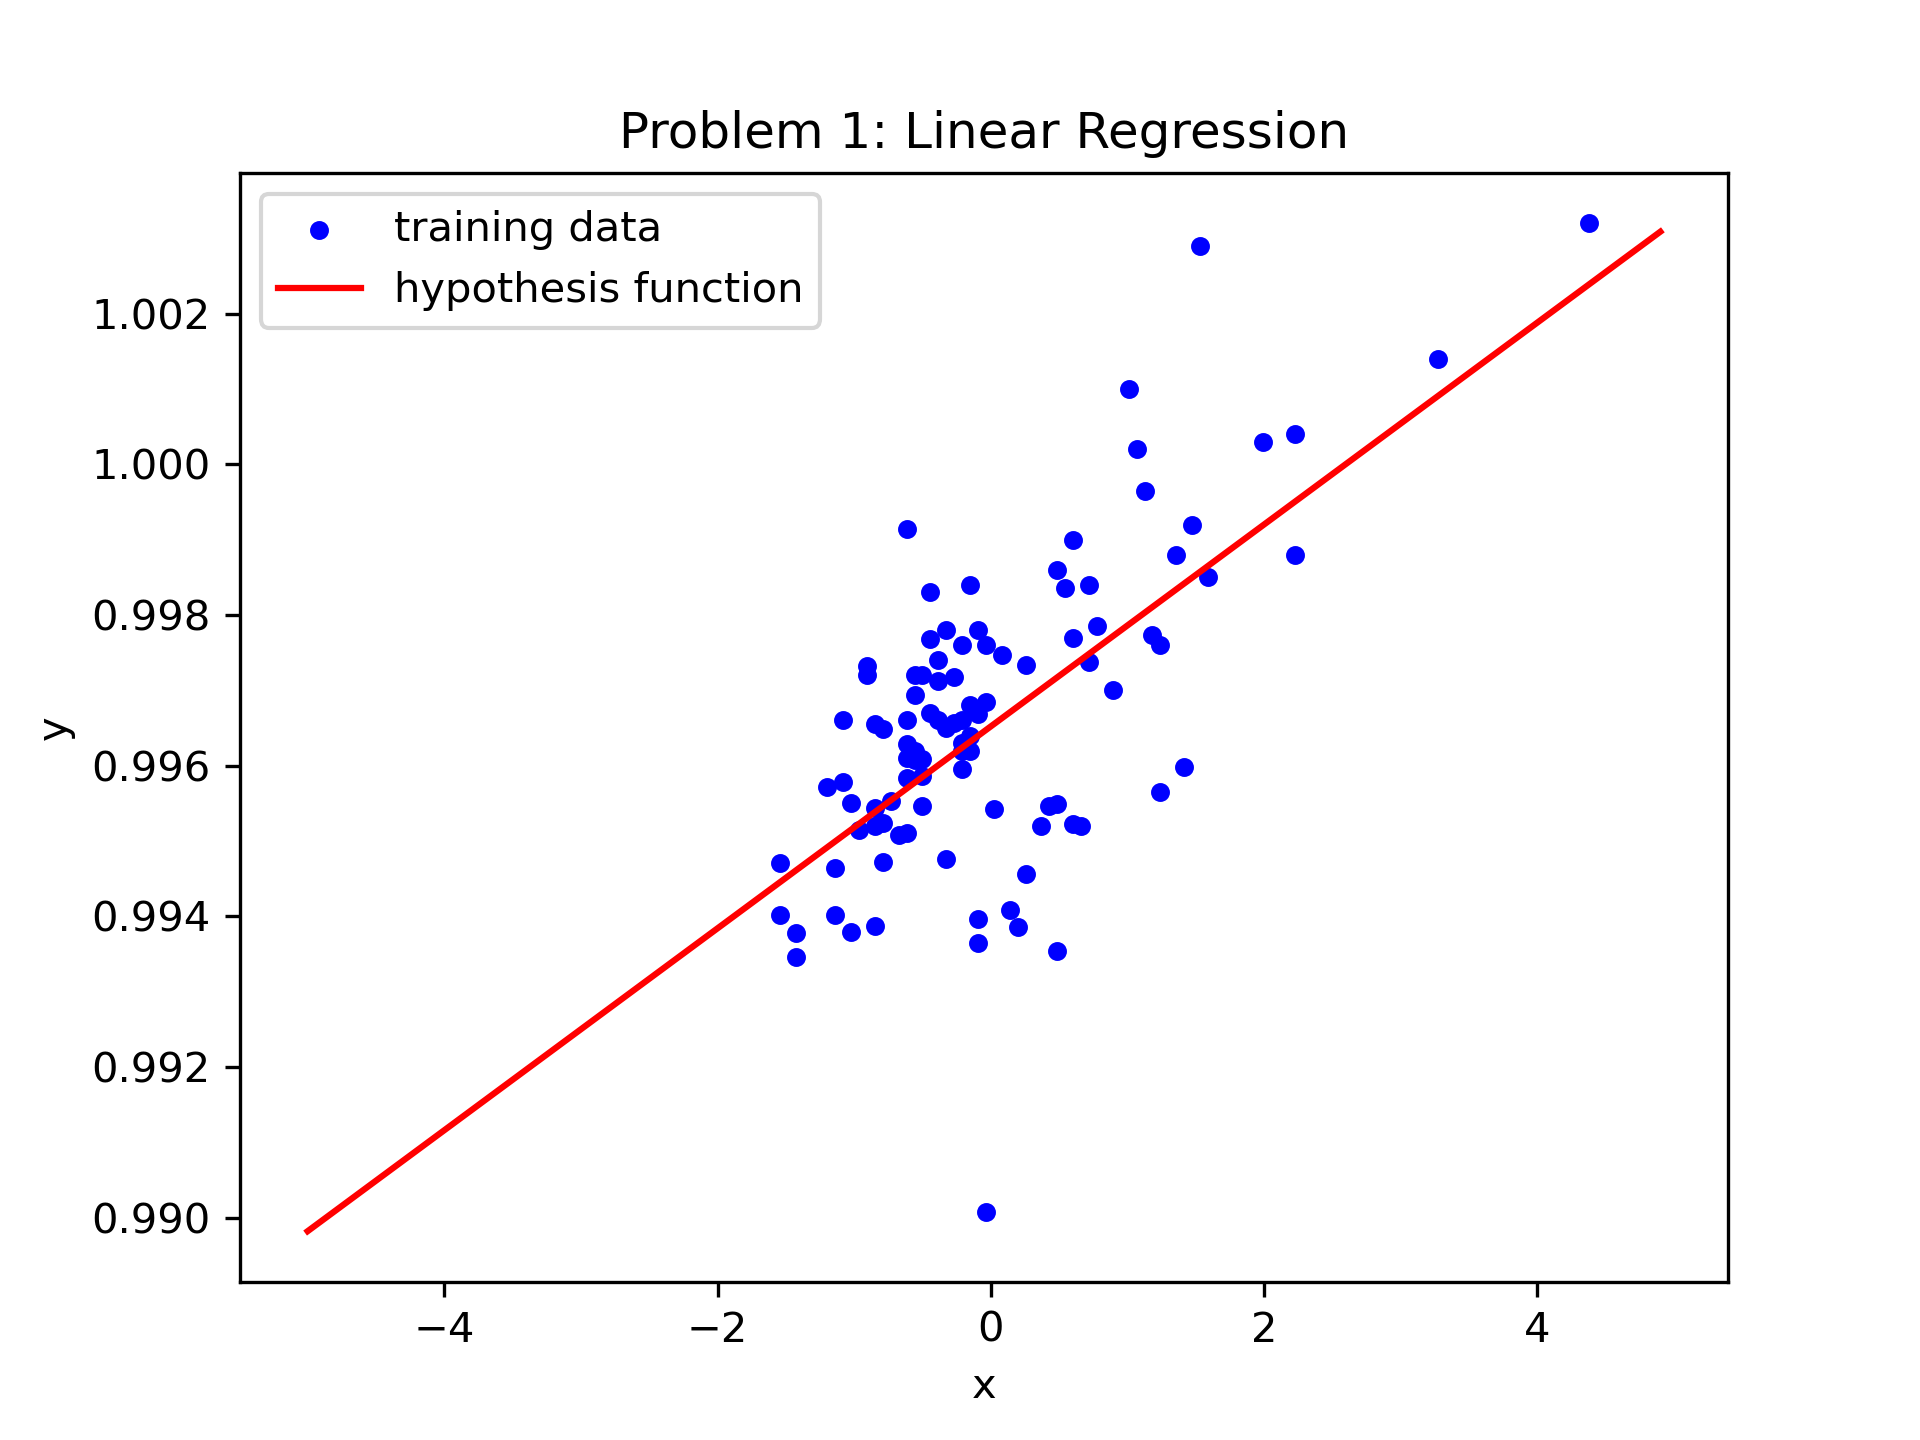 Problem 1: Linear Regression
training data
hypothesis function
1.002
1.000
0.998
0.996
0.994
0.992
0.990
y
−4
−2
0
2
4
x